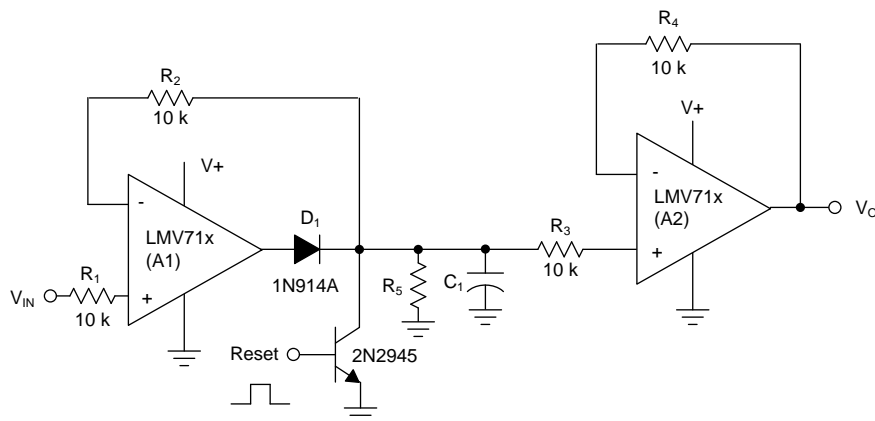 R2
10 k
V+
LMV71x
(A1)
-
+
R1
10 k
VIN
D1
1N914A
R5
C1
R3
10 k
Reset
2N2945
R4
10 k
V+
LMV71x
(A2)
-
+
VO